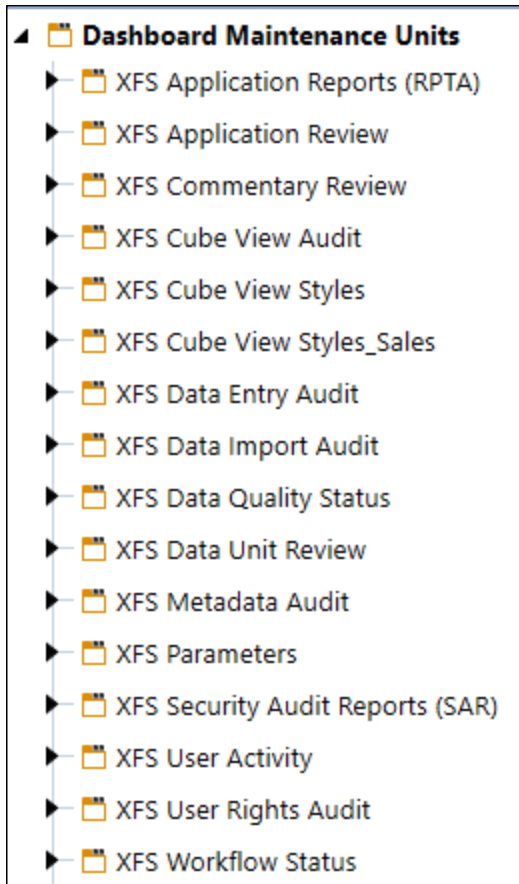 Dashboard Maintenance Units
XFS Application Reports (RPTA)
XFS Application Review
XFS Commentary Review
XFS Cube View Audit
XFS Cube View Styles
XFS Cube View Styles_Sales
XFS Data Entry Audit
XFS Data Import Audit
XFS Data Quality Status
XFS Data Unit Review
XFS Metadata Audit
XFS Parameters
XFS Security Audit Reports (SAR)
XFS User Activity
XFS User Rights Audit
XFS Workflow Status